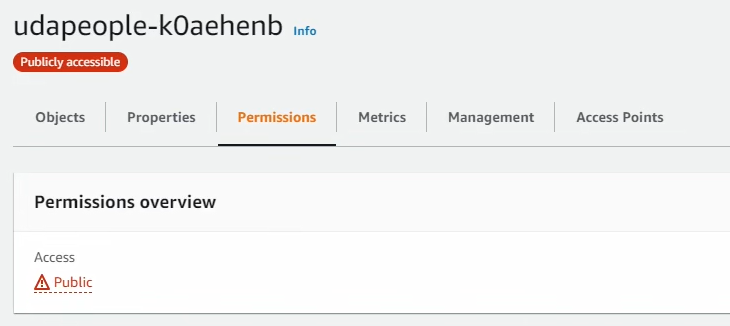 udapeople-k0aehenb Info
Publicly accessible
Objects Properties Permissions Metrics Management Access Points
Permissions overview
Access
Public